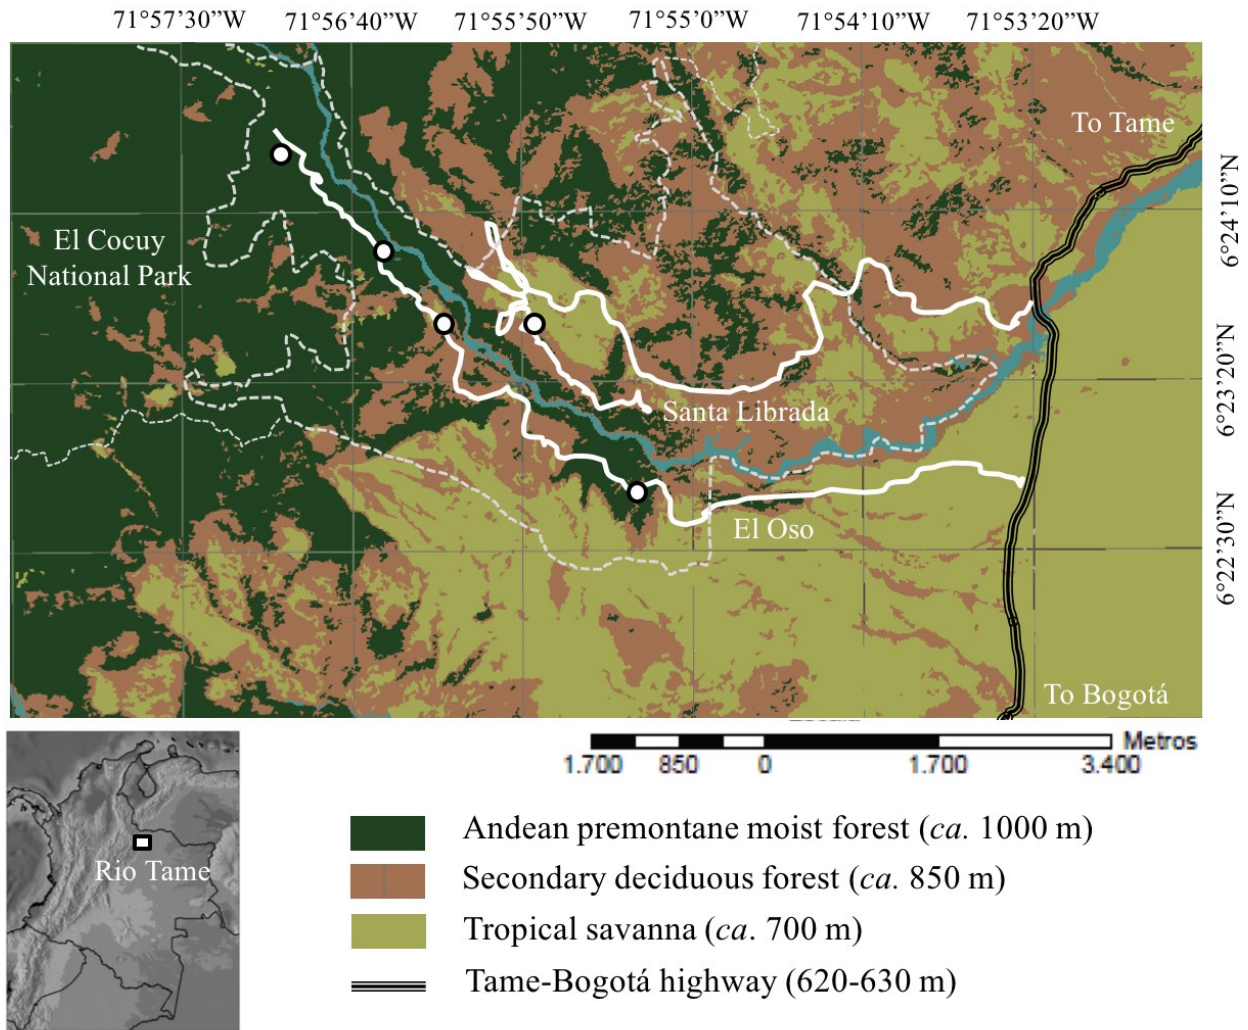 71°57'30”W 71°56'40”W 71°55'50”W 71°55'0”W 71°54'10”W 71°53'20”W
To Tame
6°24'10”N
El Cocuy
National Park
6°23'20”N
Santa Librada
El Oso
6°22'30”N
To Bogotá
1.700 850 0 1.700 3.400 Metros
Rio Tame
Andean premontane moist forest (ca. 1000 m)
Secondary deciduous forest (ca. 850 m)
Tropical savanna (ca. 700 m)
Tame-Bogotá highway (620-630 m)